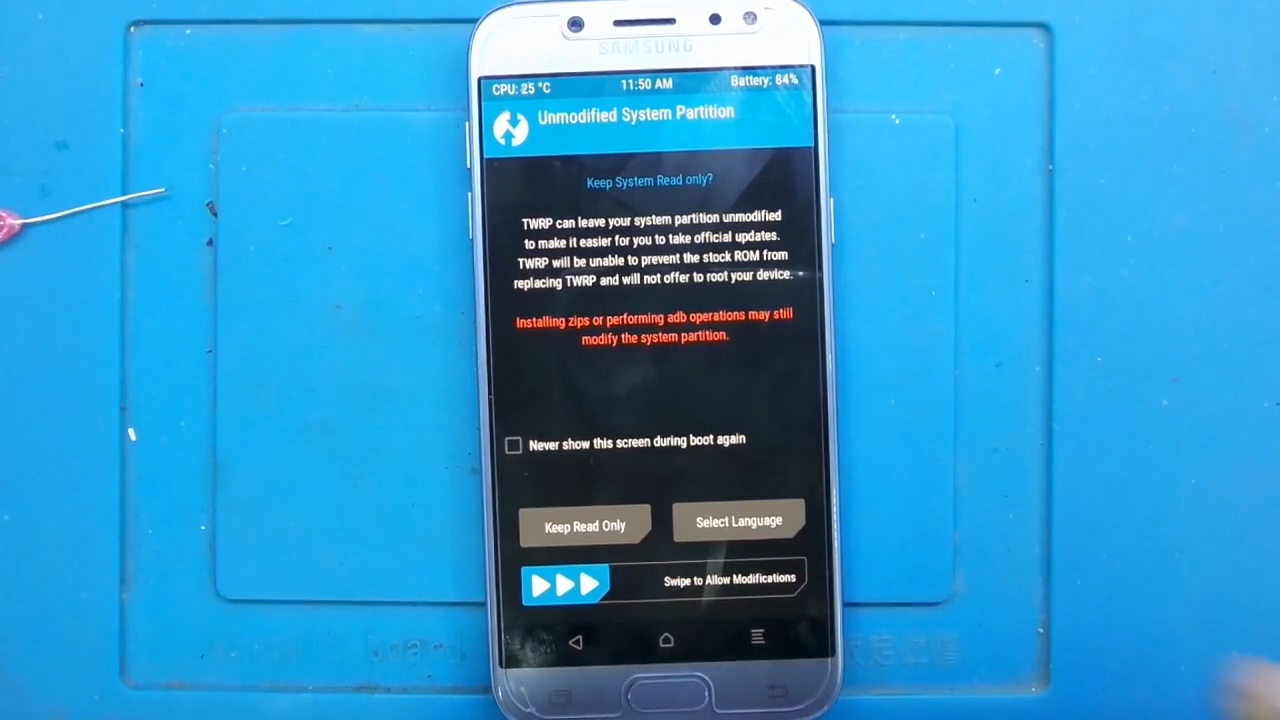 SAMSUNG
CPU: 25 °C 11:50 AM Battery: 64%
Unmodified System Partition
Keep System Read only?
TWRP can leave your system partition unmodified
to make it easier for you to take official updates.
TWRP will be unable to prevent the stock ROM from
replacing TWRP and will not offer to root your device.
Installing zips or performing adb operations may still
modify the system partition.
Never show this screen during boot again
Keep Read Only Select Language
Swipe to Allow Modifications